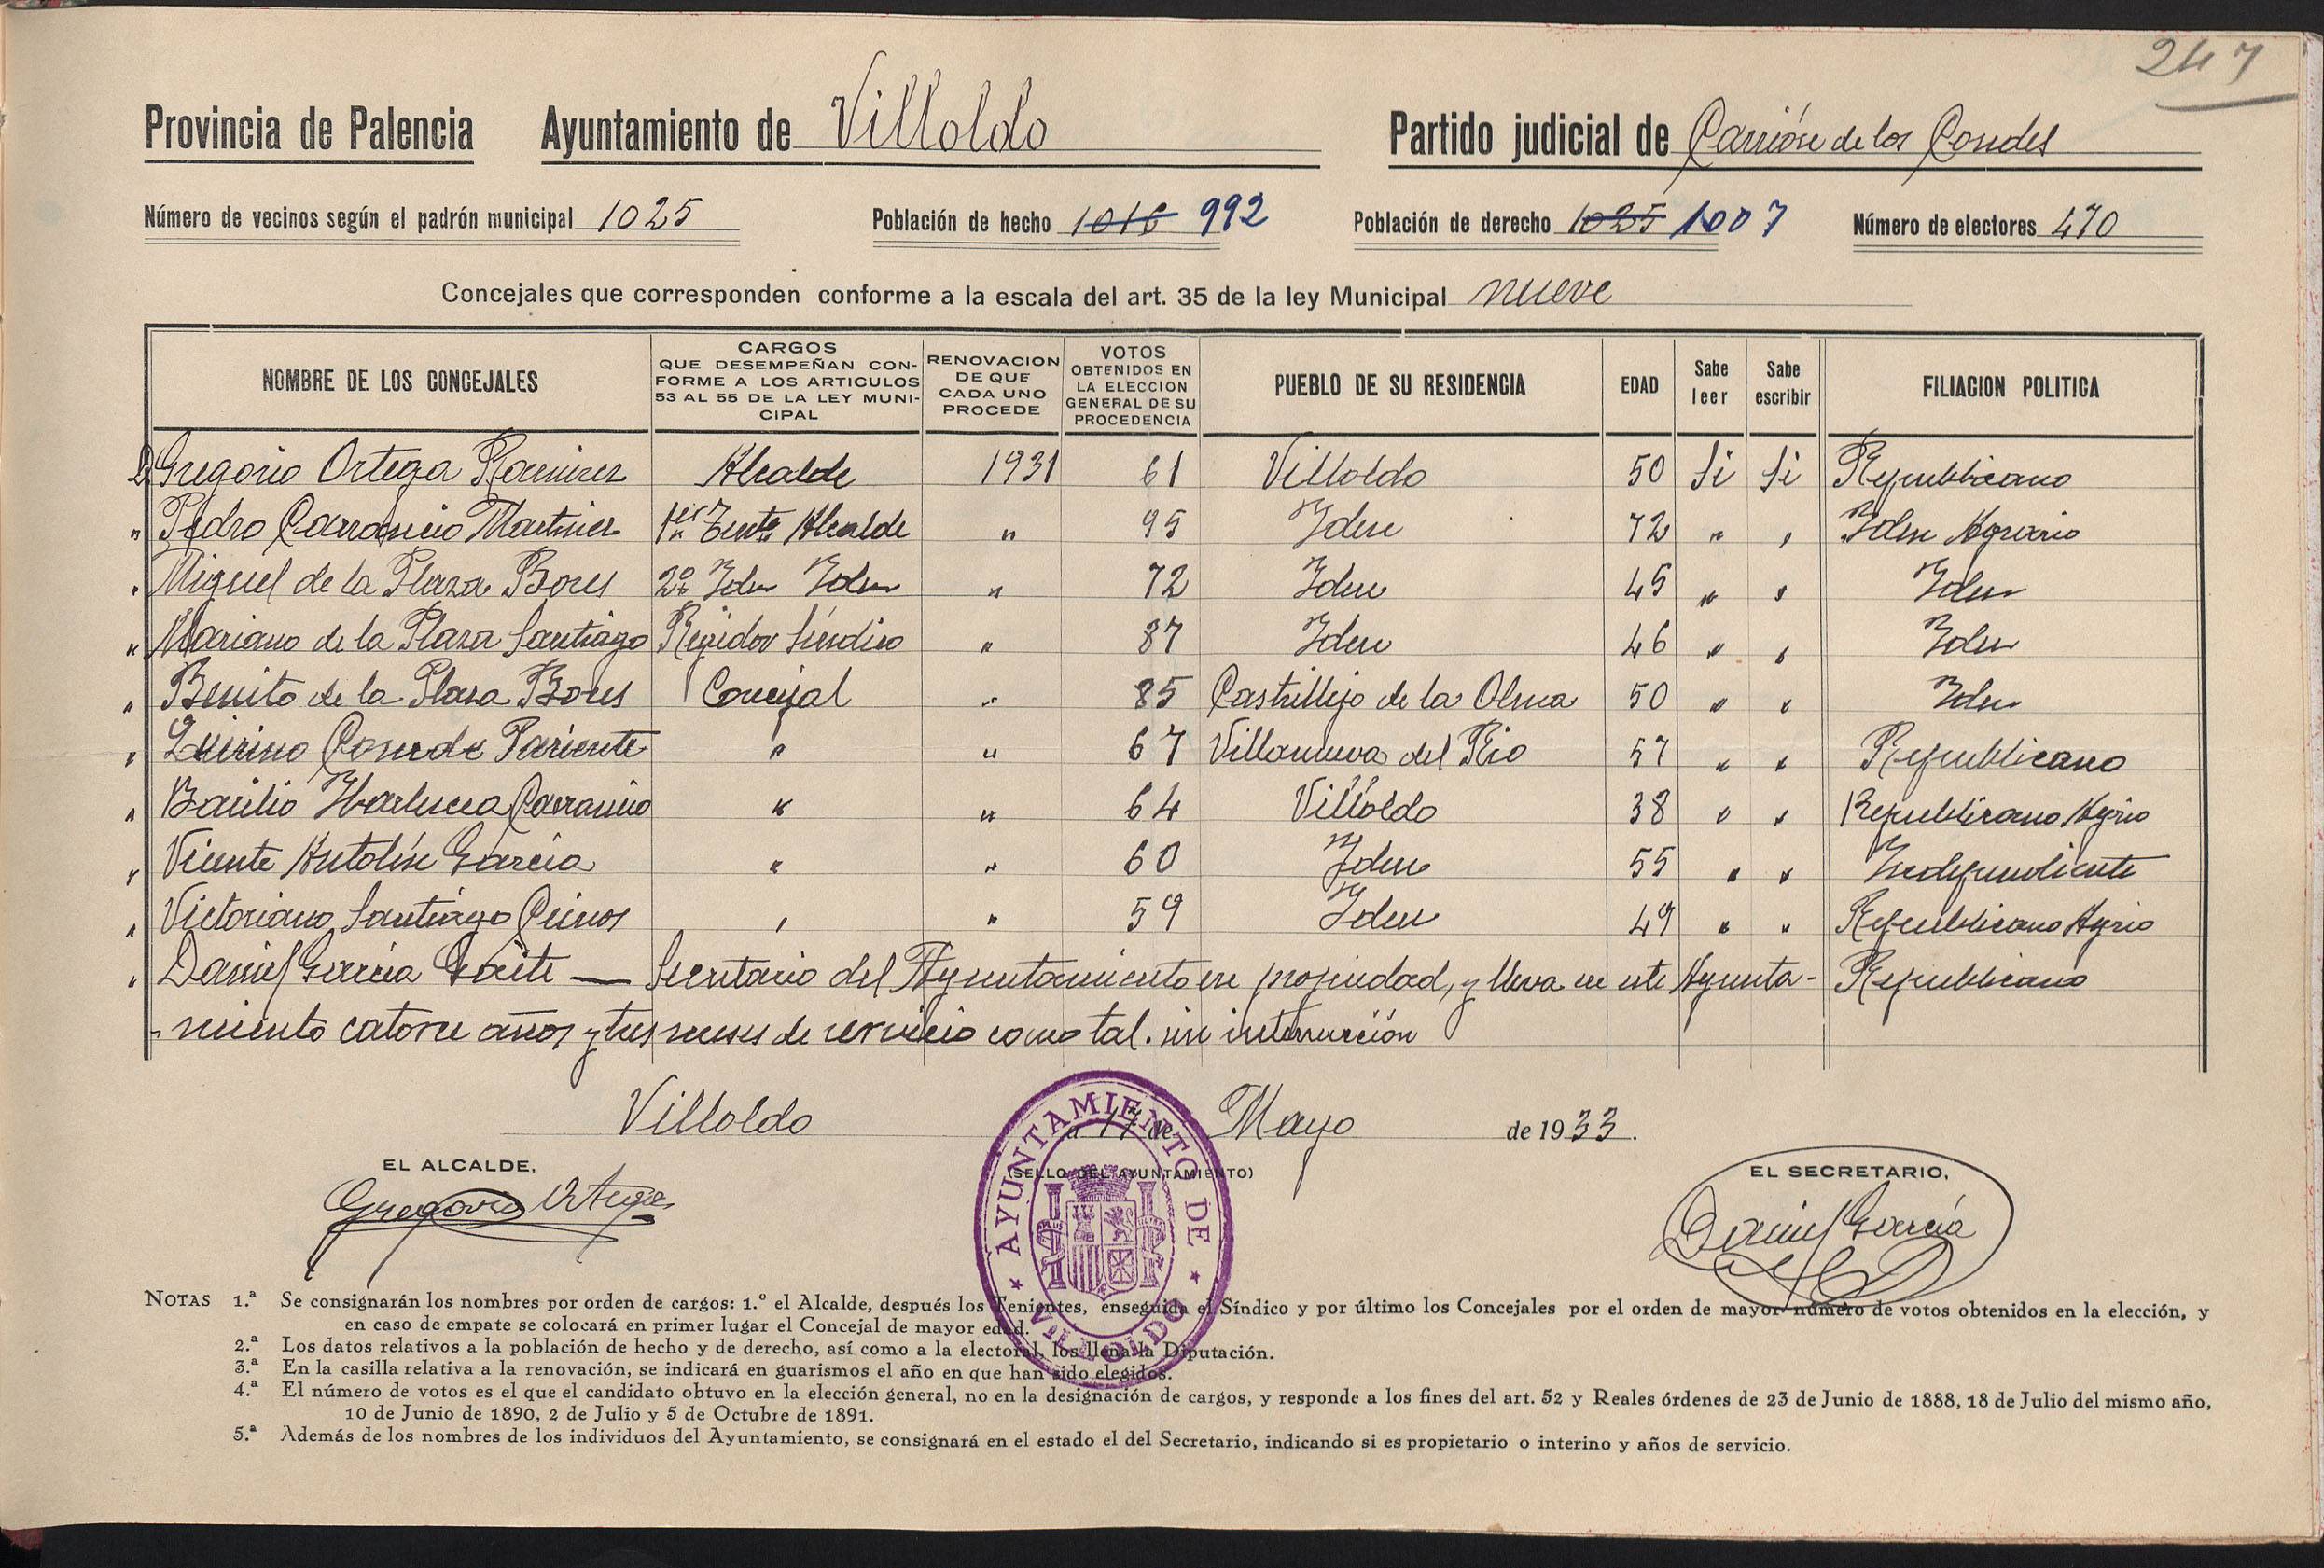 247
Provincia de Palencia Ayuntamiento de Villoldo Partido judicial de Carrión de los Condes
Número de vecinos según el padrón municipal 1025 Población de hecho 1016 992 Población de derecho 1025 1007 Número de electores 470
Concejales que corresponden conforme a la escala del art. 35 de la ley Municipal nueve
NOMBRE DE LOS CONCEJALES CARGOS QUE DESEMPEÑAN CONFORME A LOS ARTICULOS 53 AL 55 DE LA LEY MUNICIPAL RENOVACION DE QUE CADA UNO PROCEDE VOTOS OBTENIDOS EN LA ELECCION GENERAL DE SU PROCEDENCIA PUEBLO DE SU RESIDENCIA EDAD Sabe leer Sabe escribir FILIACION POLITICA
D. Gregorio Ortega Ramirez Alcalde 1931 61 Villoldo 50 Si Si Republicano
" Pedro Carrancio Martinez 1er Tente Alcalde " 95 Idem 72 " " Idem Agrario
" Miguel de la Plaza Bores 2º Idem Idem " 72 Idem 45 " " Idem
" Mariano de la Plaza Santiago Regidor Síndico " 87 Idem 46 " " Idem
" Benito de la Plaza Bores Concejal " 85 Castrillejo de la Olma 50 " " Idem
" Quirino Conde Pariente " " 67 Villanueva del Rio 57 " " Republicano
" Basilio Carrancio " " 64 Villoldo 38 " " Republicano Agrio
" Vicente Antolín García " " 60 Idem 55 " " Independiente
" Victoriano Santiago " " 59 Idem 49 " " Republicano Agrio
" Daniel García Gaite — Secretario del Ayuntamiento en propiedad, y lleva en este Ayunta- Republicano
miento catorce años y tres meses de servicio como tal. sin interrucción
Villoldo a 17 de Mayo de 1933.
EL ALCALDE, (SELLO DEL AYUNTAMIENTO) EL SECRETARIO,
Gregorio Ortega Daniel García
AYUNTAMIENTO DE VILLOLDO
NOTAS 1.ª Se consignarán los nombres por orden de cargos: 1.º el Alcalde, después los Tenientes, enseguida el Síndico y por último los Concejales por el orden de mayor número de votos obtenidos en la elección, y
en caso de empate se colocará en primer lugar el Concejal de mayor edad.
2.ª Los datos relativos a la población de hecho y de derecho, así como a la electoral, los llena la Diputación.
3.ª En la casilla relativa a la renovación, se indicará en guarismos el año en que han sido elegidos.
4.ª El número de votos es el que el candidato obtuvo en la elección general, no en la designación de cargos, y responde a los fines del art. 52 y Reales órdenes de 23 de Junio de 1888, 18 de Julio del mismo año,
10 de Junio de 1890, 2 de Julio y 5 de Octubre de 1891.
5.ª Además de los nombres de los individuos del Ayuntamiento, se consignará en el estado el del Secretario, indicando si es propietario o interino y años de servicio.